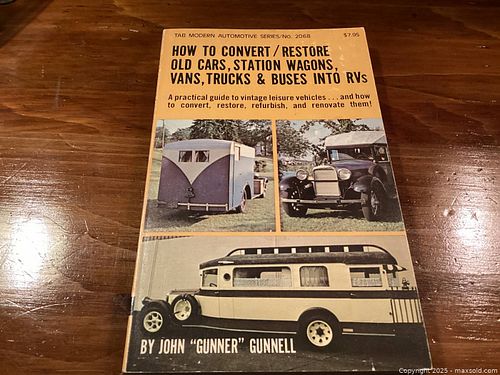 TAB MODERN AUTOMOTIVE SERIES/No. 2068 $7.95
HOW TO CONVERT/RESTORE
OLD CARS, STATION WAGONS,
VANS, TRUCKS & BUSES INTO RVs
A practical guide to vintage leisure vehicles . . . and how
to convert, restore, refurbish, and renovate them!
BY JOHN "GUNNER" GUNNELL
Copyright 2025 - maxsold.com